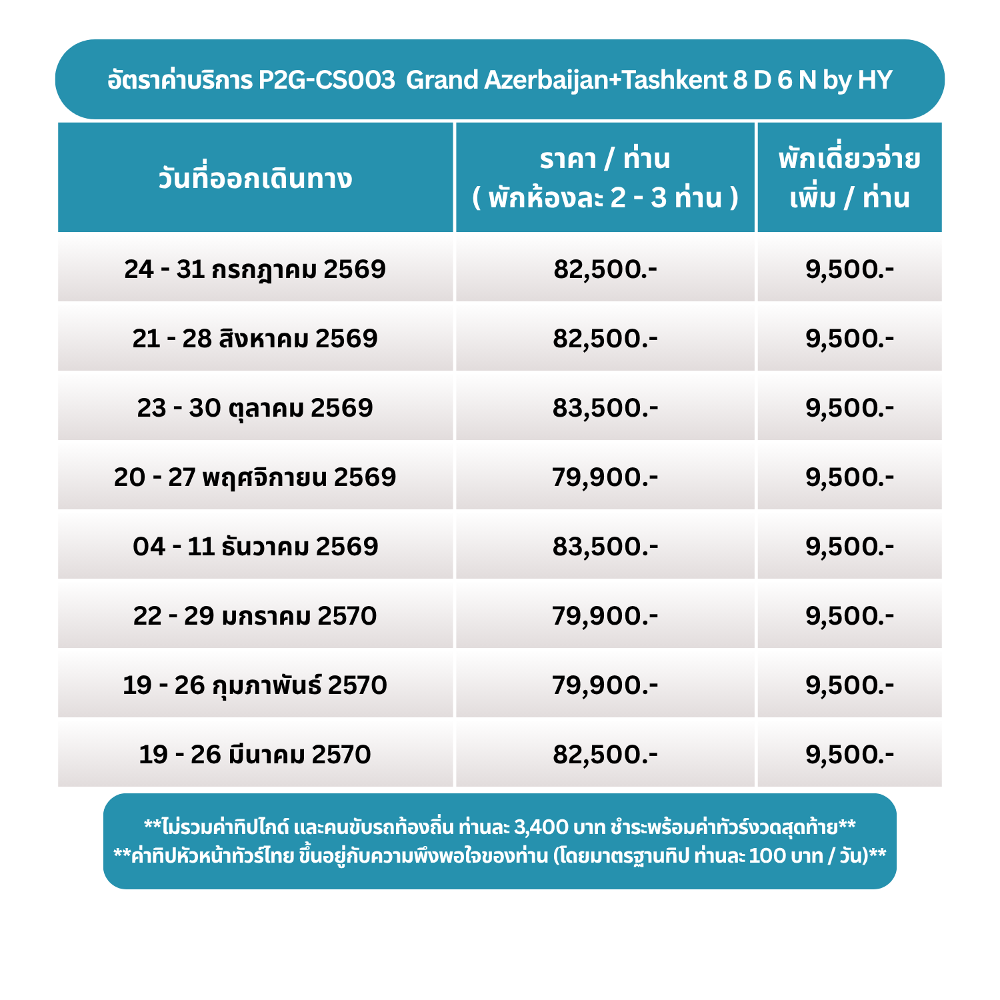 อัตราค่าบริการ P2G-CS003 Grand Azerbaijan+Tashkent 8 D 6 N by HY
วันที่ออกเดินทาง
ราคา / ท่าน
( พักห้องละ 2 - 3 ท่าน )
พักเดี่ยวจ่าย
เพิ่ม / ท่าน
24 - 31 กรกฎาคม 2569 82,500.- 9,500.-
21 - 28 สิงหาคม 2569 82,500.- 9,500.-
23 - 30 ตุลาคม 2569 83,500.- 9,500.-
20 - 27 พฤศจิกายน 2569 79,900.- 9,500.-
04 - 11 ธันวาคม 2569 83,500.- 9,500.-
22 - 29 มกราคม 2570 79,900.- 9,500.-
19 - 26 กุมภาพันธ์ 2570 79,900.- 9,500.-
19 - 26 มีนาคม 2570 82,500.- 9,500.-
**ไม่รวมค่าทิปไกด์ และคนขับรถท้องถิ่น ท่านละ 3,400 บาท ชำระพร้อมค่าทัวร์งวดสุดท้าย**
**ค่าทิปหัวหน้าทัวร์ไทย ขึ้นอยู่กับความพึงพอใจของท่าน (โดยมาตรฐานทิป ท่านละ 100 บาท / วัน)**